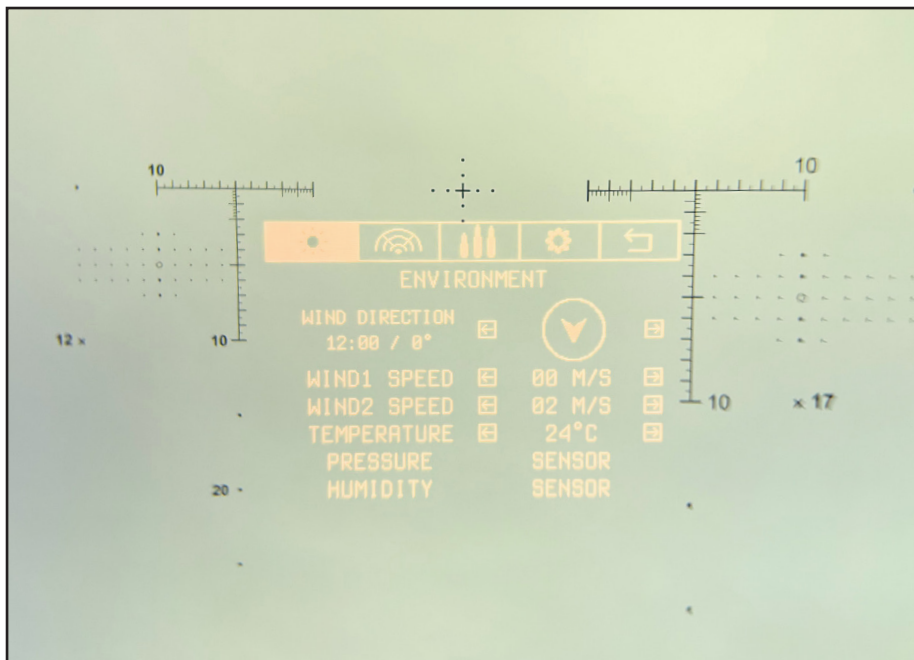 10 10
ENVIRONMENT
WIND DIRECTION
12:00 / 0°
12 × 10
WIND1 SPEED 00 M/S
WIND2 SPEED 02 M/S
10 × 17
TEMPERATURE 24°C
PRESSURE SENSOR
20 HUMIDITY SENSOR